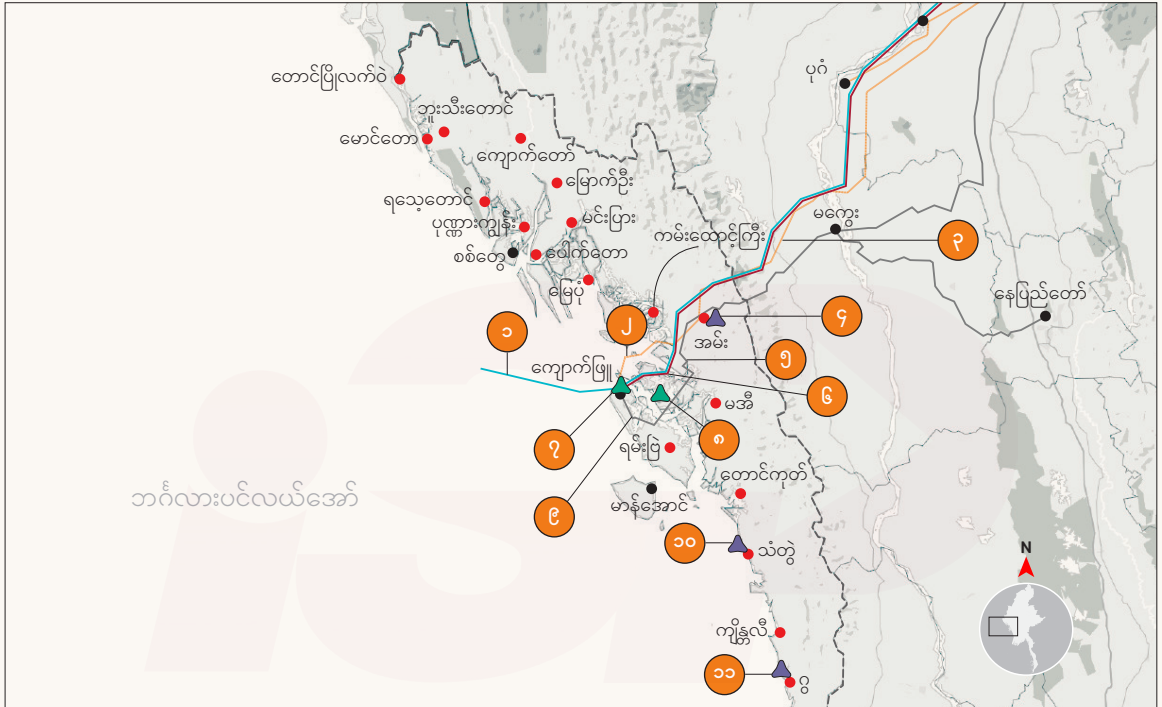 ပုဂံ
တောင်ပြိုလက်ဝဲ
ဘူးသီးတောင်
မောင်တော
ကျောက်တော်
မြောက်ဦး
ရသေ့တောင်
မင်းပြား
ပုဏ္ဏားကျွန်း
ကမ်းထောင့်ကြီး
မကွေး
၃
စစ်တွေ
ပေါက်တော
မြေပုံ
နေပြည်တော်
၁
၂
၄
အမ်း
ကျောက်ဖြူ
၅
၆
မအီ
၇
ရမ်းဗြဲ
၈
တောင်ကုတ်
ဘင်္ဂလားပင်လယ်အော်
မာန်အောင်
၉
၁၀
သံတွဲ
N
ကျိန္တလီ
၁၁
ဂွ
isp